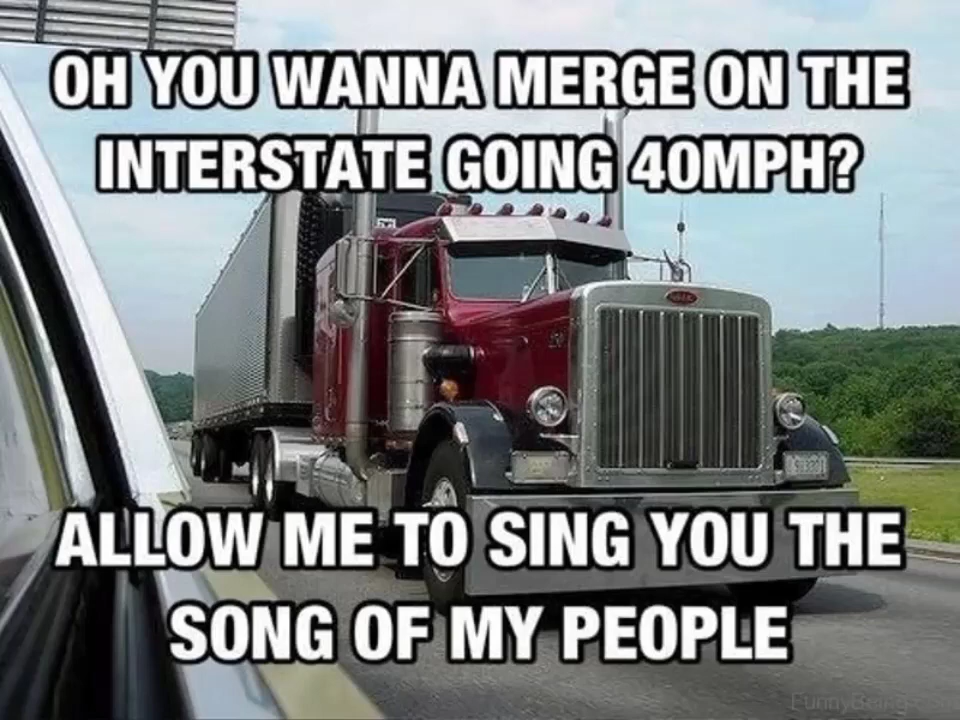 OH YOU WANNA MERGE ON THE
INTERSTATE GOING 40MPH?
ALLOW ME TO SING YOU THE
SONG OF MY PEOPLE